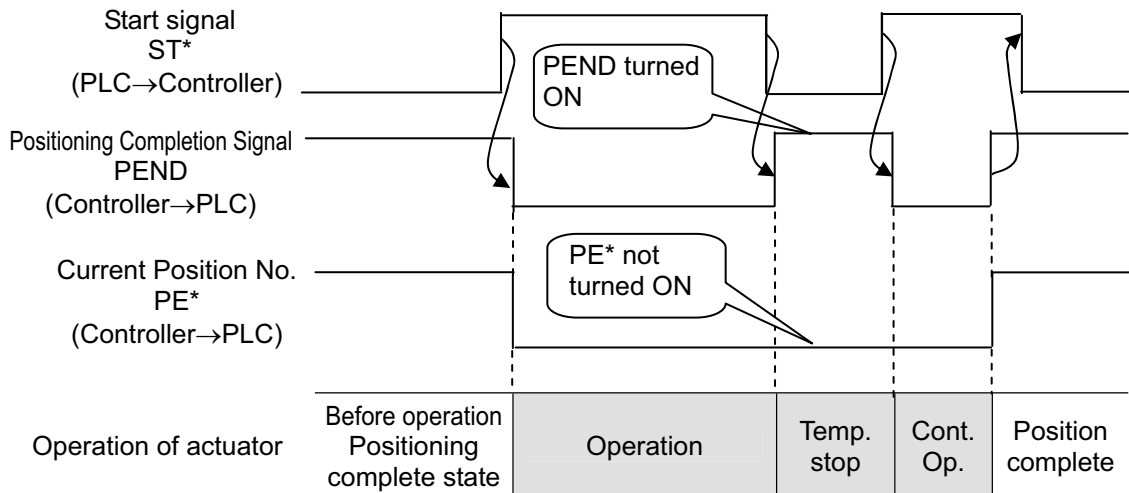 Start signal
ST*
(PLC→Controller)
PEND turned
ON
Positioning Completion Signal
PEND
(Controller→PLC)
PE* not
turned ON
Current Position No.
PE*
(Controller→PLC)
Operation of actuator
Before operation
Positioning
complete state
Operation
Temp.
stop
Cont.
Op.
Position
complete